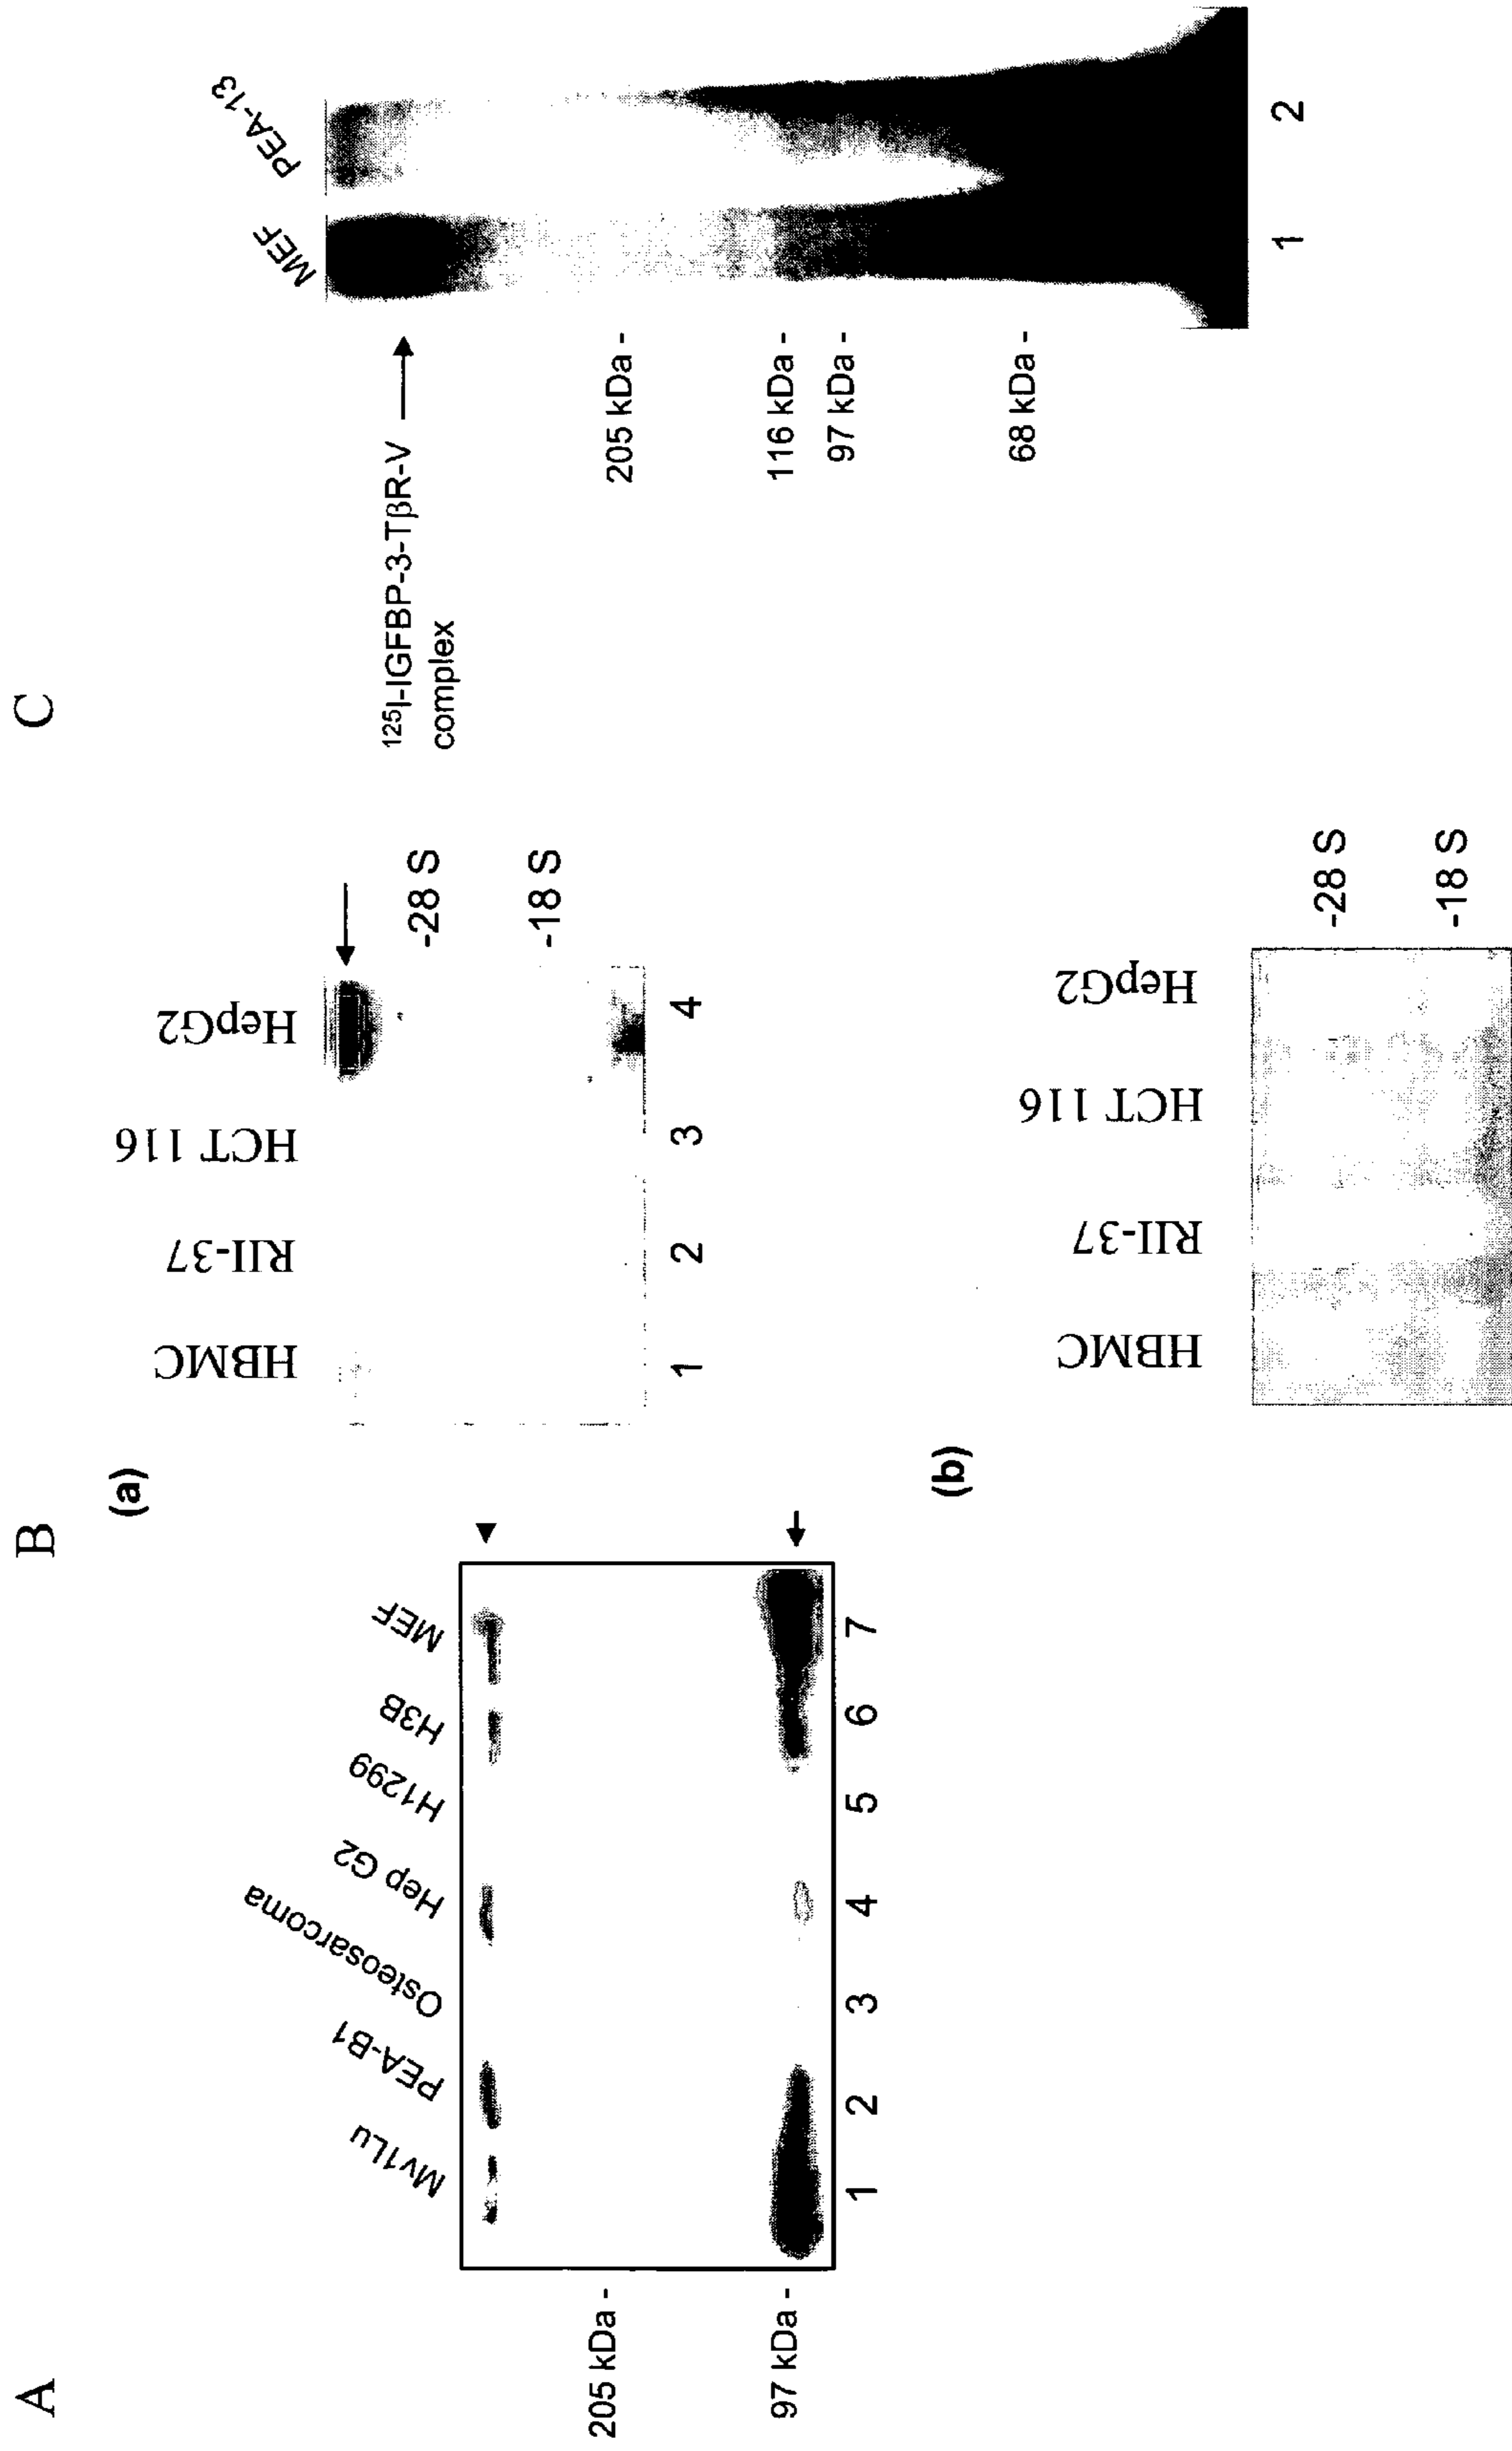 A
Mv1Lu PEA-B1 Osteosarcoma Hep G2 H1299 H3B MEF
205 kDa -
97 kDa -
1 2 3 4 5 6 7
B
(a)
HBMC RII-37 HCT 116 HepG2
-28 S
-18 S
1 2 3 4
(b)
HBMC RII-37 HCT 116 HepG2
-28 S
-18 S
C
MEF PEA-13
¹²⁵I-IGFBP-3-TβR-V
complex
205 kDa -
116 kDa -
97 kDa -
68 kDa -
1 2